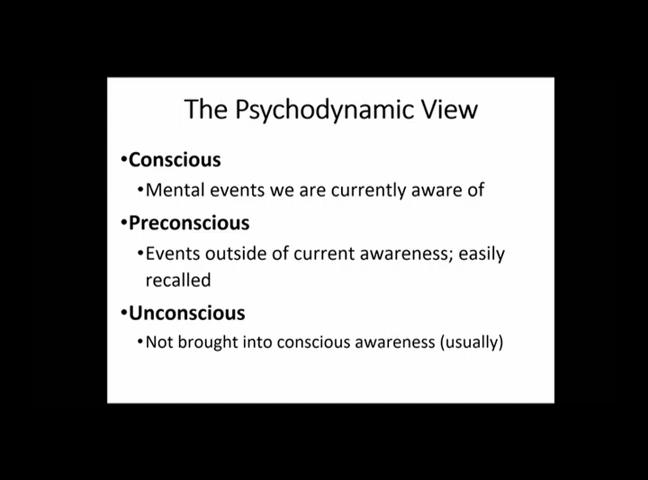 The Psychodynamic View
•Conscious
•Mental events we are currently aware of
•Preconscious
•Events outside of current awareness; easily
recalled
•Unconscious
•Not brought into conscious awareness (usually)